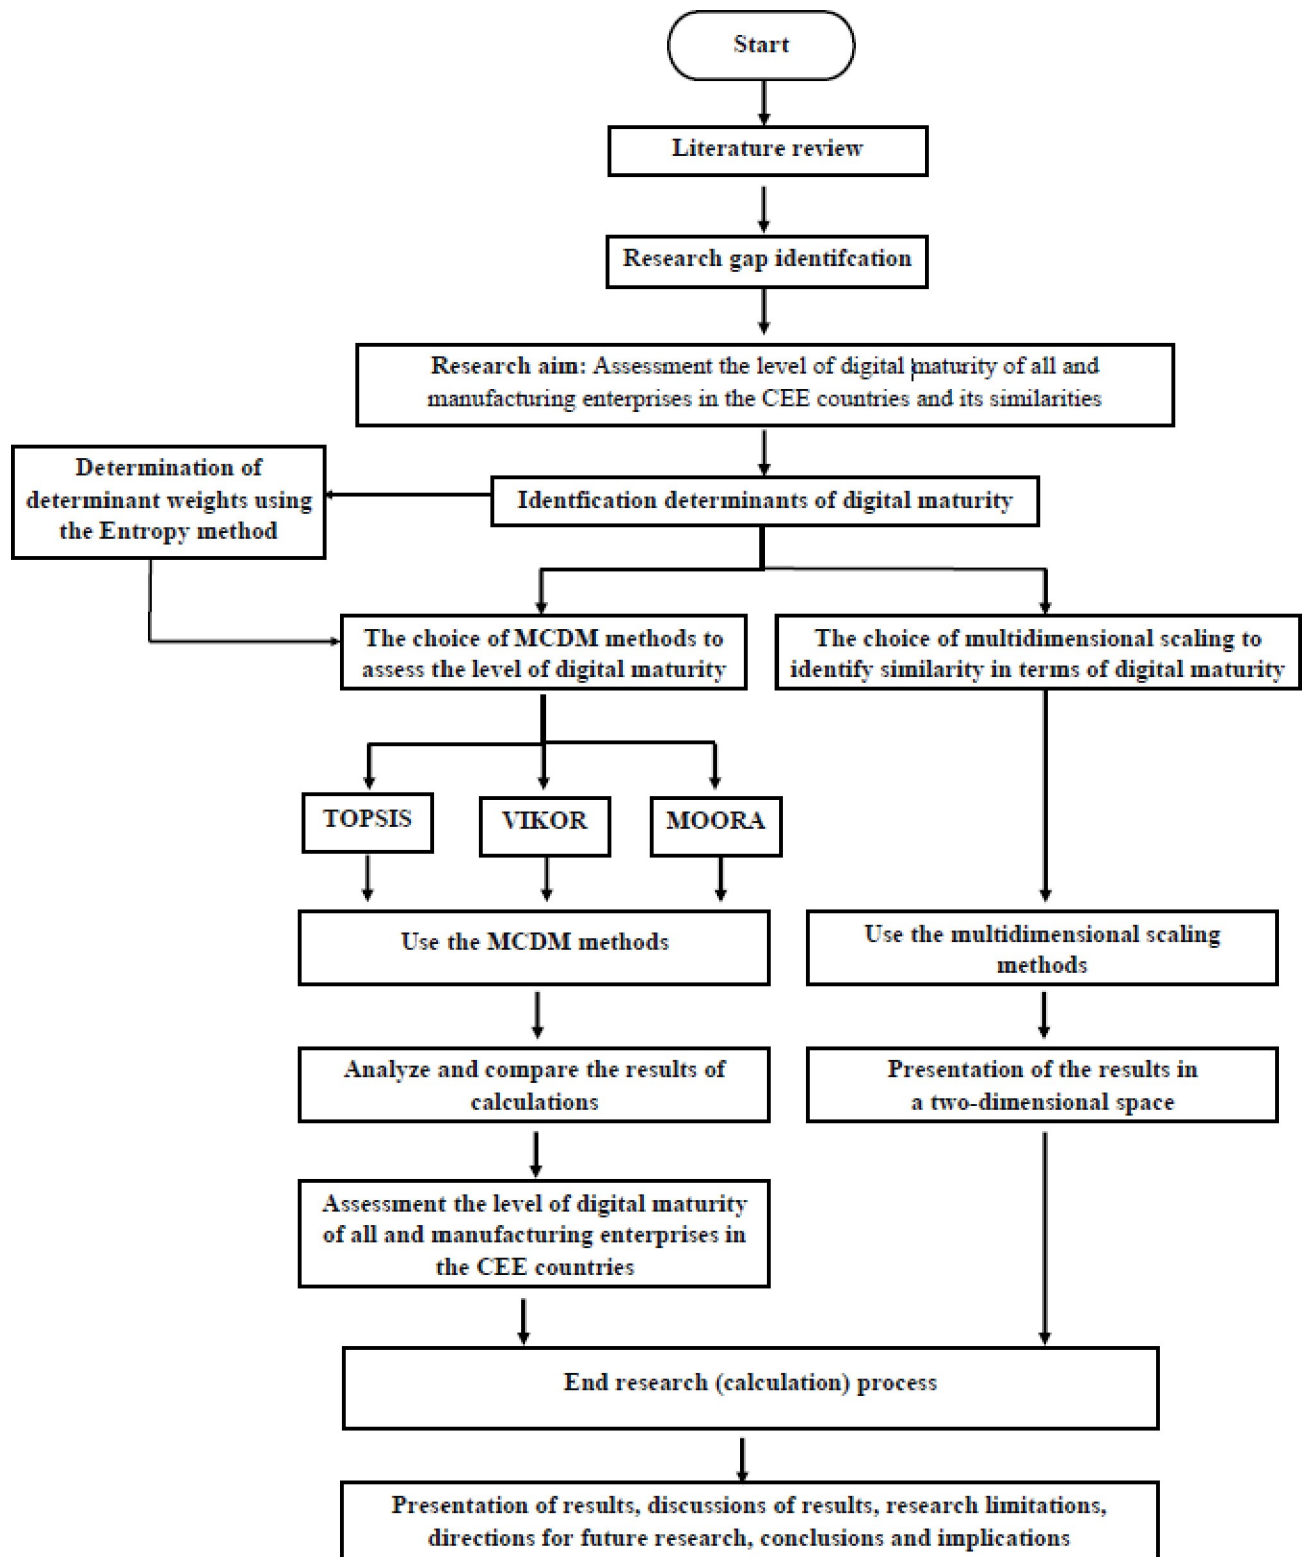 Start
Literature review
Research gap identifcation
Research aim: Assessment the level of digital maturity of all and
manufacturing enterprises in the CEE countries and its similarities
Determination of
determinant weights using
the Entropy method
Identfication determinants of digital maturity
The choice of MCDM methods to
assess the level of digital maturity
The choice of multidimensional scaling to
identify similarity in terms of digital maturity
TOPSIS
VIKOR
MOORA
Use the MCDM methods
Use the multidimensional scaling
methods
Analyze and compare the results of
calculations
Presentation of the results in
a two-dimensional space
Assessment the level of digital maturity
of all and manufacturing enterprises in
the CEE countries
End research (calculation) process
Presentation of results, discussions of results, research limitations,
directions for future research, conclusions and implications